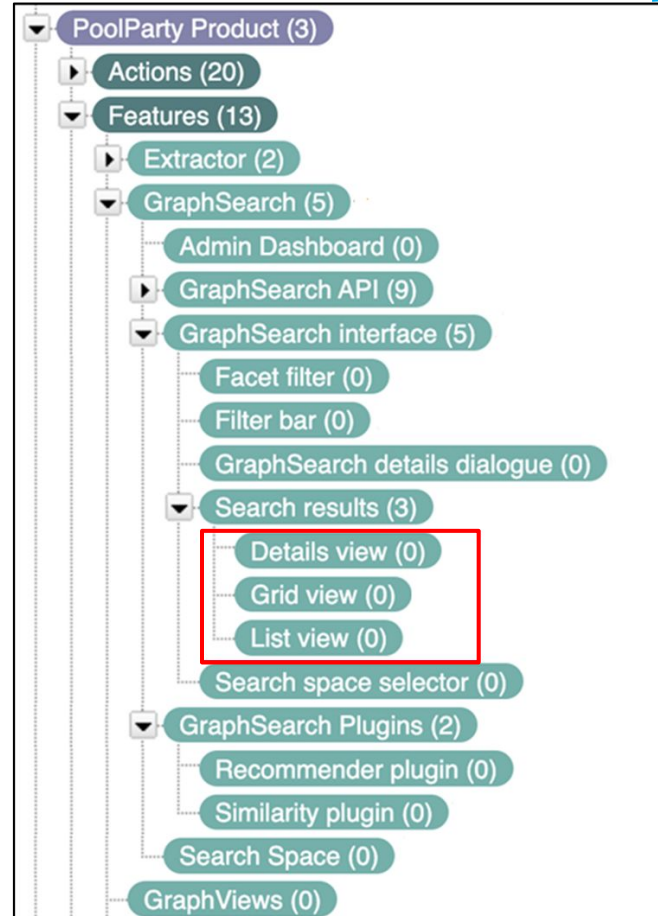 PoolParty Product (3)
Actions (20)
Features (13)
Extractor (2)
GraphSearch (5)
Admin Dashboard (0)
GraphSearch API (9)
GraphSearch interface (5)
Facet filter (0)
Filter bar (0)
GraphSearch details dialogue (0)
Search results (3)
Details view (0)
Grid view (0)
List view (0)
Search space selector (0)
GraphSearch Plugins (2)
Recommender plugin (0)
Similarity plugin (0)
Search Space (0)
GraphViews (0)